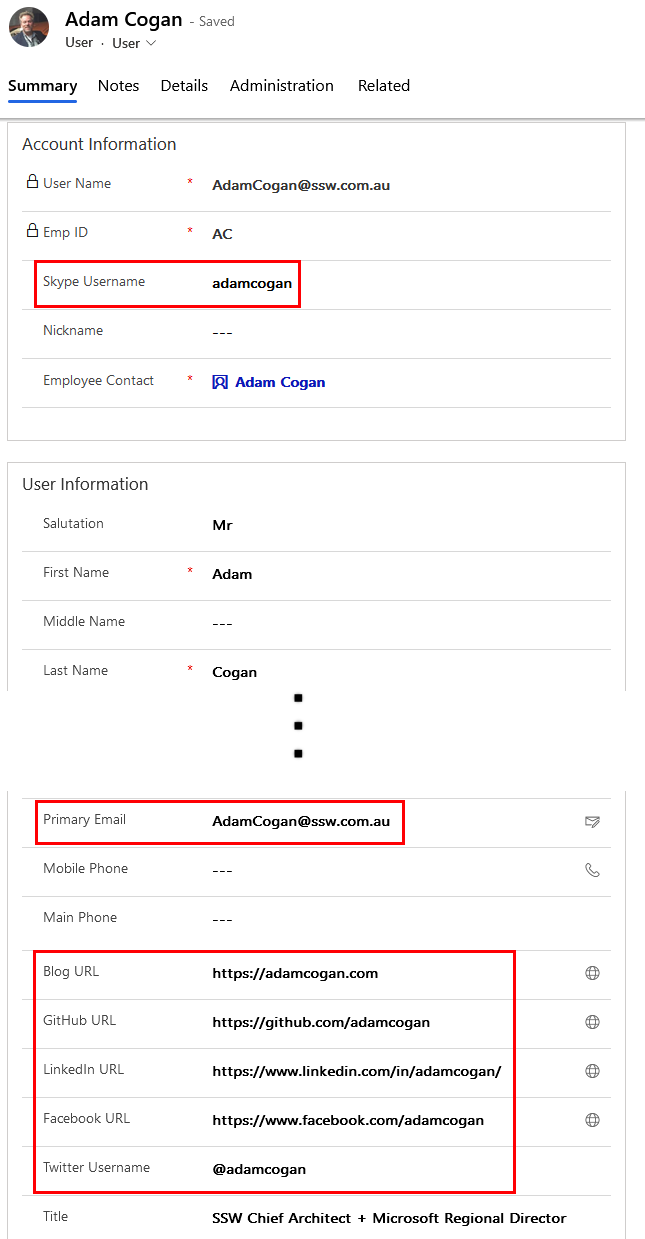 Adam Cogan - Saved
User · User
Summary Notes Details Administration Related
Account Information
User Name * AdamCogan@ssw.com.au
Emp ID * AC
Skype Username adamcogan
Nickname ---
Employee Contact * Adam Cogan
User Information
Salutation Mr
First Name * Adam
Middle Name ---
Last Name * Cogan
Primary Email AdamCogan@ssw.com.au
Mobile Phone ---
Main Phone ---
Blog URL https://adamcogan.com
GitHub URL https://github.com/adamcogan
LinkedIn URL https://www.linkedin.com/in/adamcogan/
Facebook URL https://www.facebook.com/adamcogan
Twitter Username @adamcogan
Title SSW Chief Architect + Microsoft Regional Director